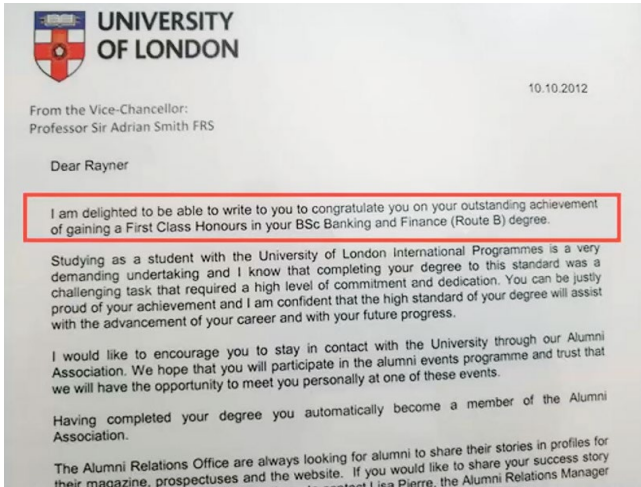 UNIVERSITY
OF LONDON
10.10.2012
From the Vice-Chancellor:
Professor Sir Adrian Smith FRS
Dear Rayner
I am delighted to be able to write to you to congratulate you on your outstanding achievement
of gaining a First Class Honours in your BSc Banking and Finance (Route B) degree.
Studying as a student with the University of London International Programmes is a very
demanding undertaking and I know that completing your degree to this standard was a
challenging task that required a high level of commitment and dedication. You can be justly
proud of your achievement and I am confident that the high standard of your degree will assist
with the advancement of your career and with your future progress.
I would like to encourage you to stay in contact with the University through our Alumni
Association. We hope that you will participate in the alumni events programme and trust that
we will have the opportunity to meet you personally at one of these events.
Having completed your degree you automatically become a member of the Alumni
Association.
The Alumni Relations Office are always looking for alumni to share their stories in profiles for
their magazine, prospectuses and the website. If you would like to share your success story
contact Lisa Pierre, the Alumni Relations Manager